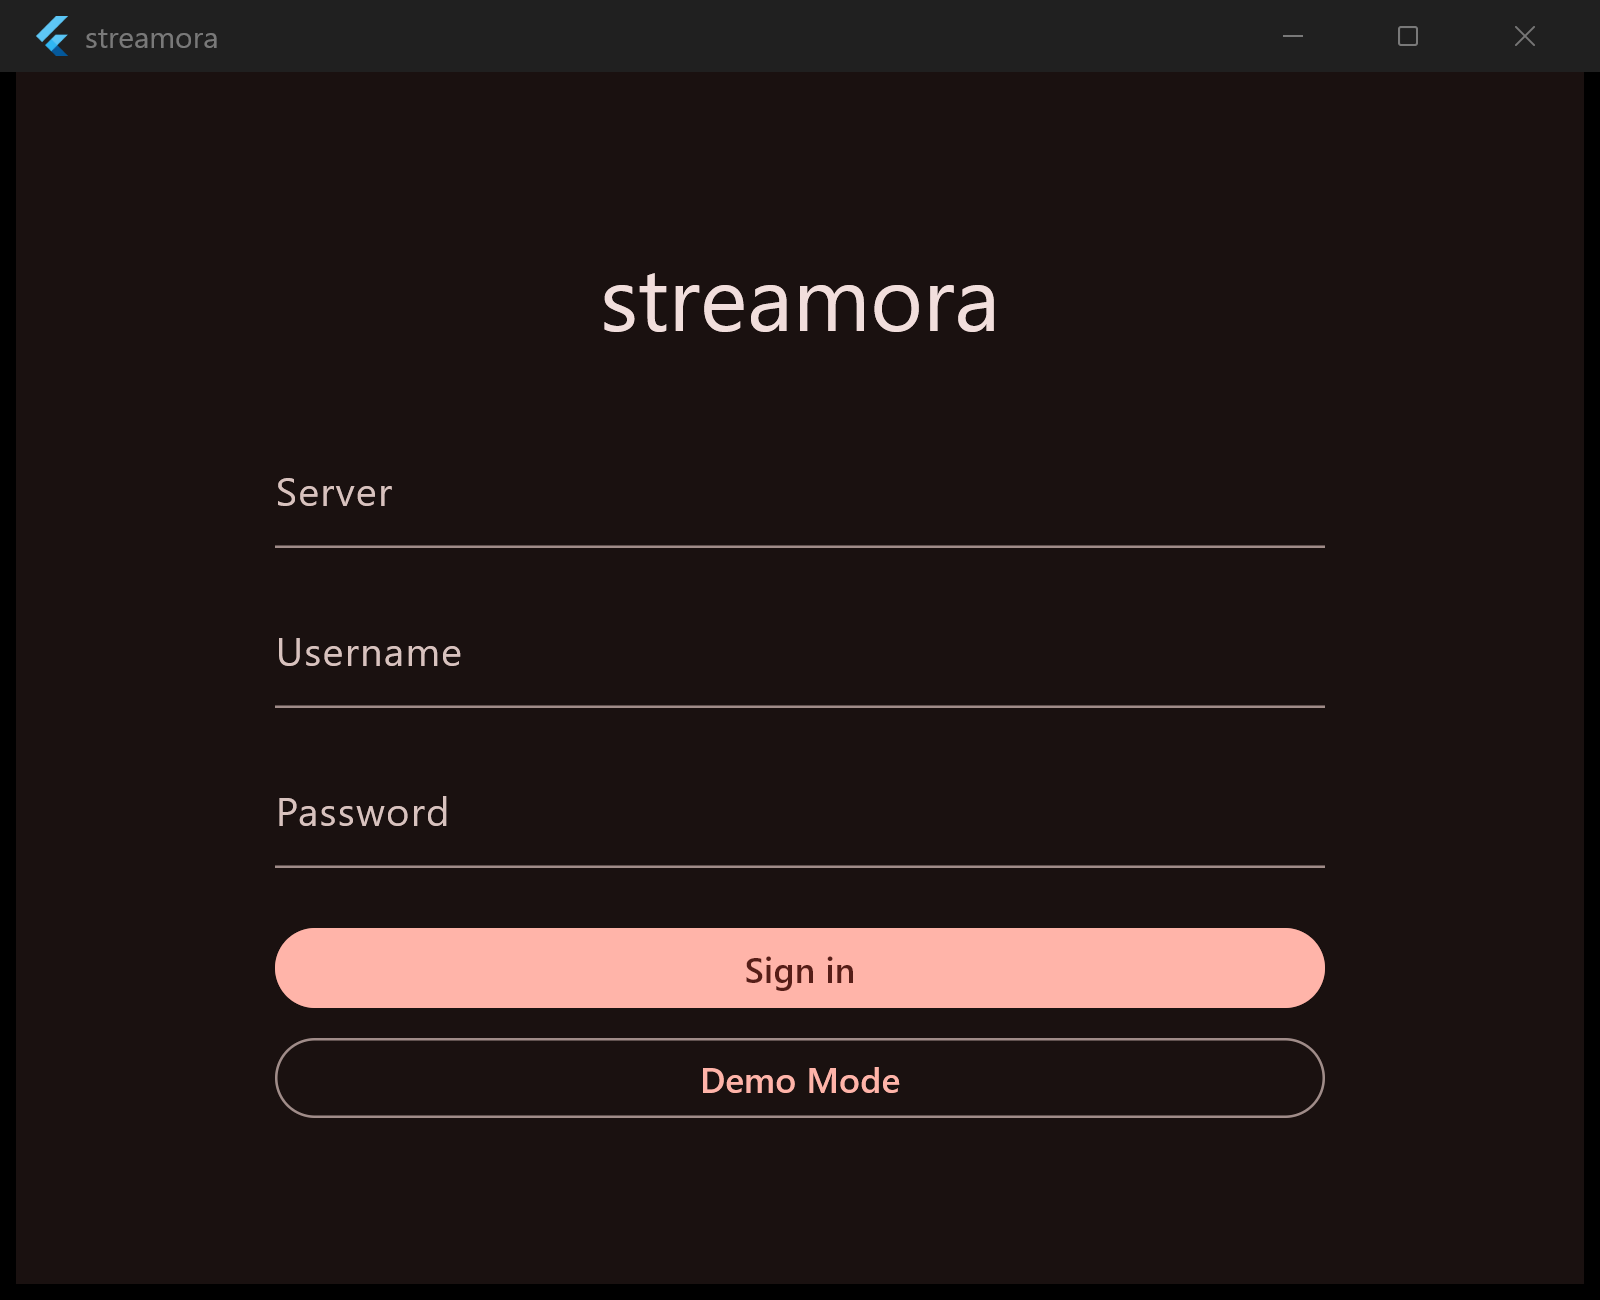 streamora
streamora
Server
Username
Password
Sign in
Demo Mode